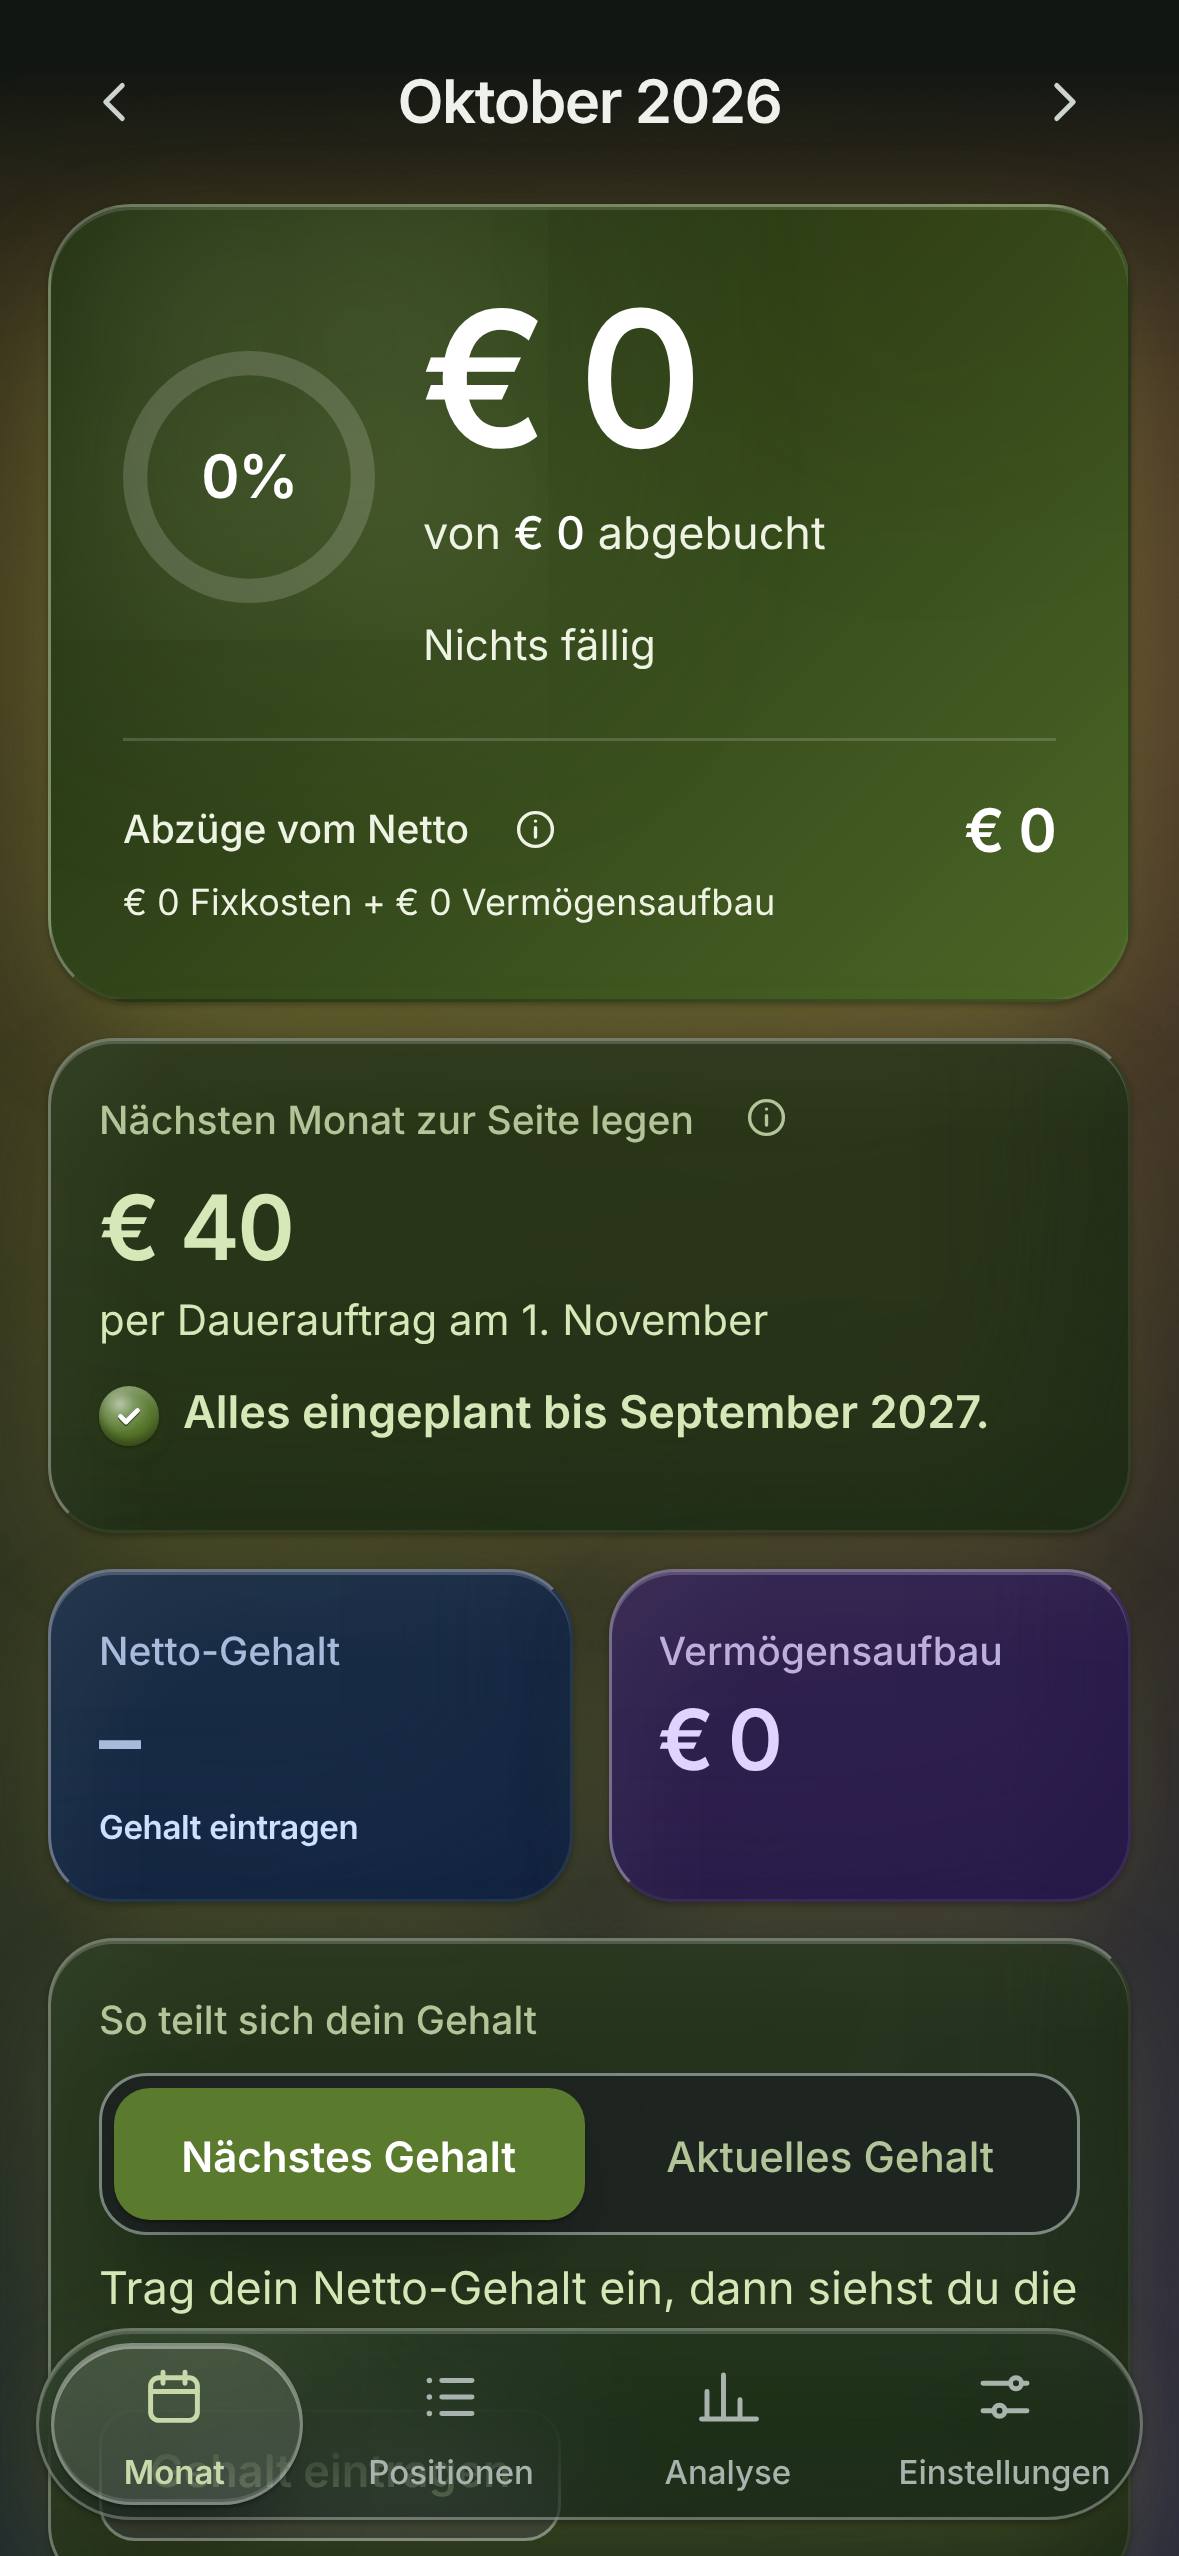 Oktober 2026
€ 0
0%
von € 0 abgebucht
Nichts fällig
Abzüge vom Netto
€ 0
€ 0 Fixkosten + € 0 Vermögensaufbau
Nächsten Monat zur Seite legen
€ 40
per Dauerauftrag am 1. November
Alles eingeplant bis September 2027.
Netto-Gehalt
–
Gehalt eintragen
Vermögensaufbau
€ 0
So teilt sich dein Gehalt
Nächstes Gehalt
Aktuelles Gehalt
Trag dein Netto-Gehalt ein, dann siehst du die
Gehalt eintragen
Monat
Positionen
Analyse
Einstellungen